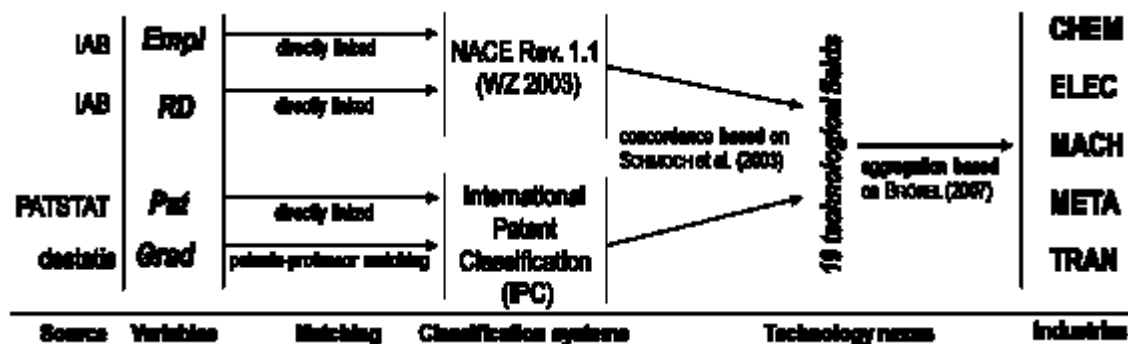 IAB
Empl
directly linked
NACE Rev. 1.1
(WZ 2003)
IAB
RD
directly linked
PATSTAT
Pat
directly linked
destatis
Grad
patents-professor matching
International
Patent
Classification
(IPC)
concordance based on
SCHMOCH et al. (2003)
19 technological fields
aggregation based
on (2007)
CHEM
ELEC
MACH
META
TRAN
Source
Variables
Matching
Classification systems
Technology nexus
Industries